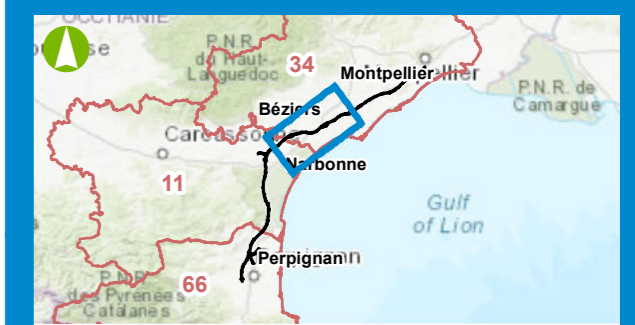 OCCITANIE
P.N.R.
du Haut-
Languedoc
34
Montpellier
P.N.R. de
Camargue
Béziers
Carcassonne
Narbonne
11
Gulf
of Lion
Perpignan
P.N.R.
des Pyrénées
Catalanes
66